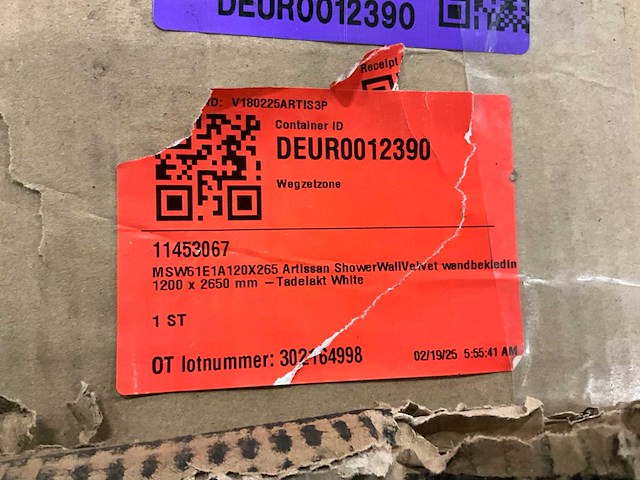 DEUR0012390
Receipt
ID: V180225ARTIS3P
Container ID
DEUR0012390
Wegzetzone
11453067
MSW61E1A120X265 Artissan ShowerWallVelvet wandbekledin
1200 x 2650 mm – Tadelakt White
1 ST
OT lotnummer: 302164998
02/19/25 5:55:41 AM